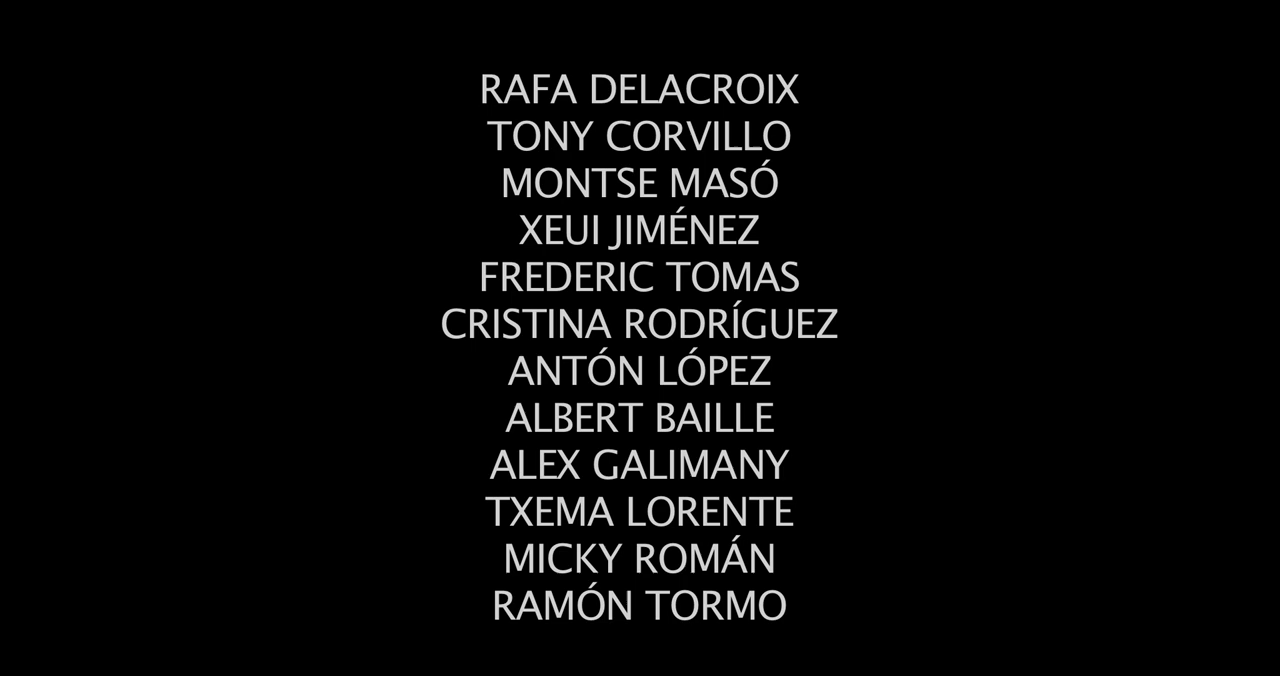 RAFA DELACROIX
TONY CORVILLO
MONTSE MASÓ
XEUI JIMÉNEZ
FREDERIC TOMAS
CRISTINA RODRÍGUEZ
ANTÓN LÓPEZ
ALBERT BAILLE
ALEX GALIMANY
TXEMA LORENTE
MICKY ROMÁN
RAMÓN TORMO